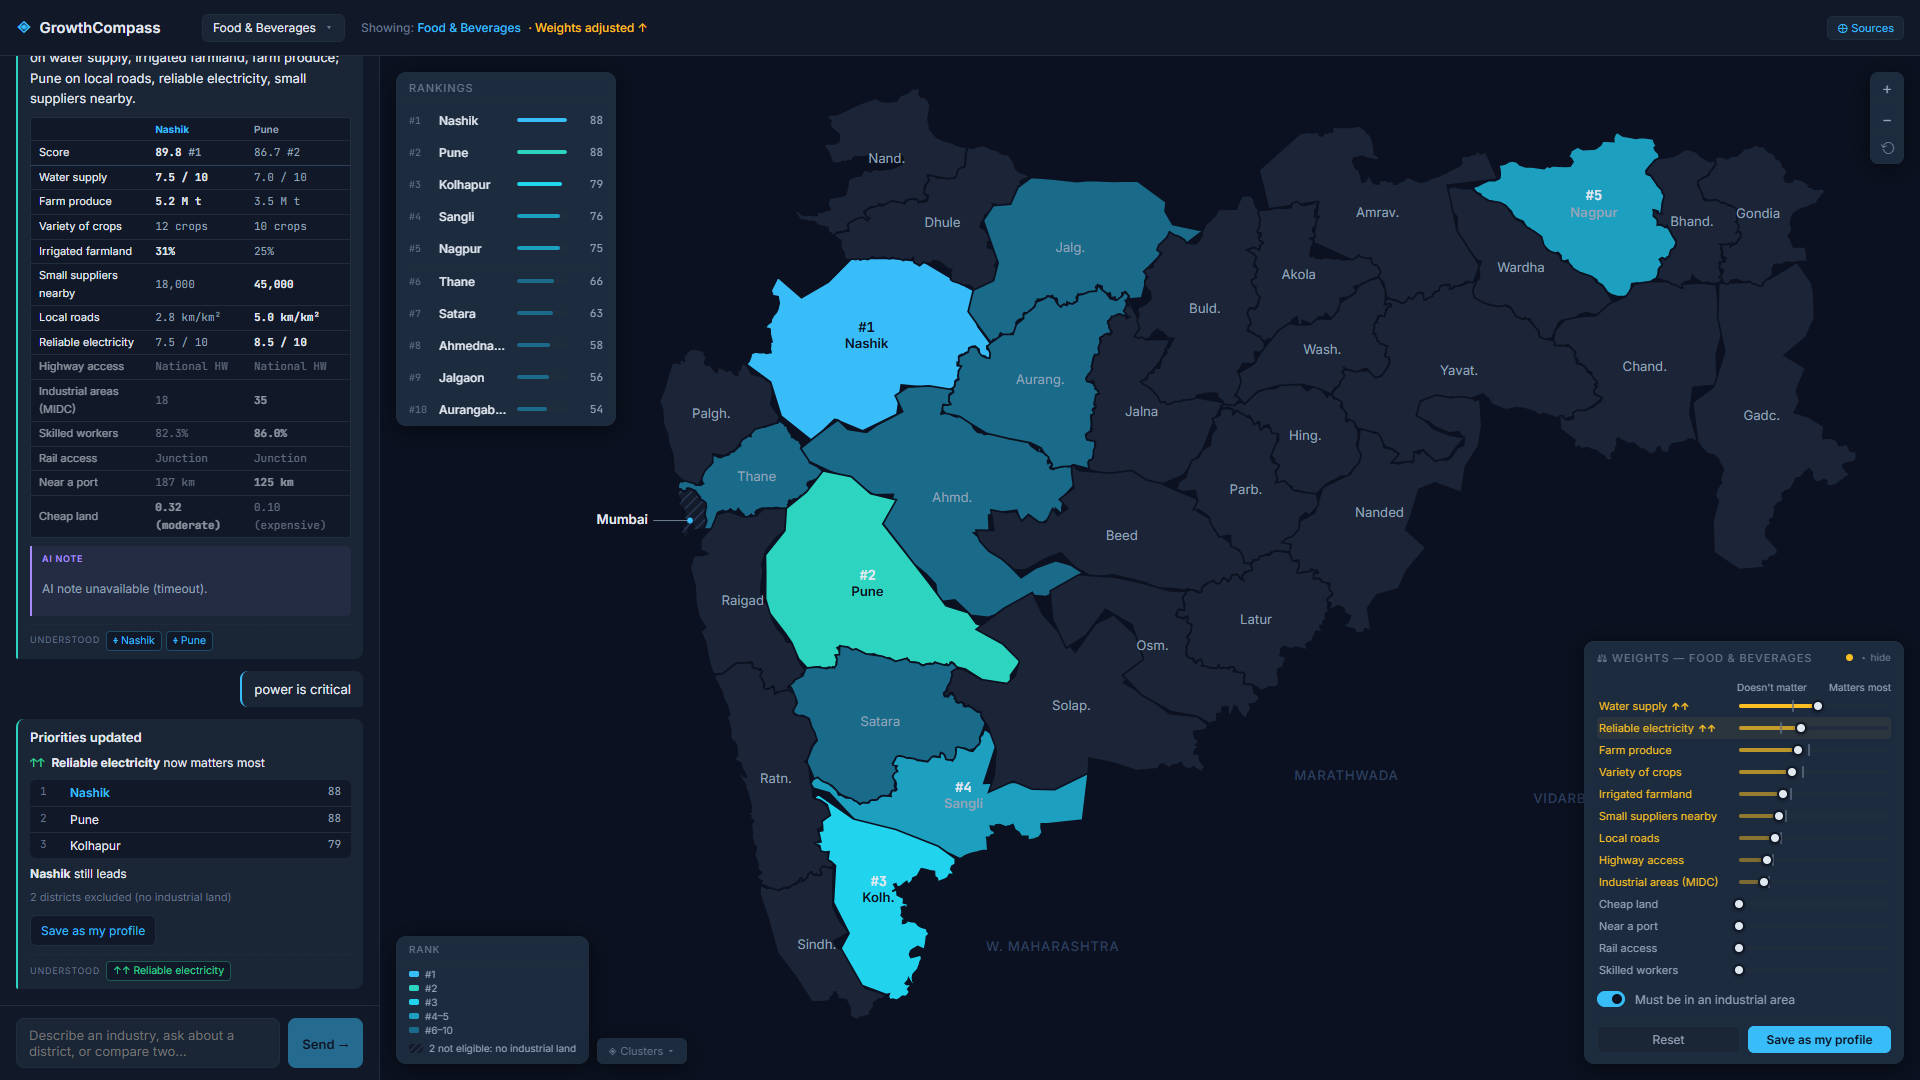 GrowthCompass
Food & Beverages
Showing: Food & Beverages · Weights adjusted ↑
Sources
on water supply, irrigated farmland, farm produce;
Pune on local roads, reliable electricity, small
suppliers nearby.
Nashik Pune
Score 89.8 #1 86.7 #2
Water supply 7.5 / 10 7.0 / 10
Farm produce 5.2 M t 3.5 M t
Variety of crops 12 crops 10 crops
Irrigated farmland 31% 25%
Small suppliers nearby 18,000 45,000
Local roads 2.8 km/km² 5.0 km/km²
Reliable electricity 7.5 / 10 8.5 / 10
Highway access National HW National HW
Industrial areas (MIDC) 18 35
Skilled workers 82.3% 86.0%
Rail access Junction Junction
Near a port 187 km 125 km
Cheap land 0.32 (moderate) 0.10 (expensive)
AI NOTE
AI note unavailable (timeout).
UNDERSTOOD Nashik Pune
power is critical
Priorities updated
↑↑ Reliable electricity now matters most
1 Nashik 88
2 Pune 88
3 Kolhapur 79
Nashik still leads
2 districts excluded (no industrial land)
Save as my profile
UNDERSTOOD ↑↑ Reliable electricity
Describe an industry, ask about a
district, or compare two...
Send →
RANKINGS
#1 Nashik 88
#2 Pune 88
#3 Kolhapur 79
#4 Sangli 76
#5 Nagpur 75
#6 Thane 66
#7 Satara 63
#8 Ahmedna... 58
#9 Jalgaon 56
#10 Aurangab... 54
Nand.
Dhule
Jalg.
#1
Nashik
Aurang.
Palgh.
Thane
Ahmd.
Mumbai
#2
Pune
Raigad
Satara
Ratn.
#4
Sangli
#3
Kolh.
Sindh.
Solap.
Osm.
Latur
Beed
Jalna
Parb.
Hing.
Nanded
Buld.
Akola
Wash.
Amrav.
Yavat.
Wardha
#5
Nagpur
Bhand.
Gondia
Chand.
Gadc.
MARATHWADA
VIDARB
W. MAHARASHTRA
RANK
#1
#2
#3
#4–5
#6–10
2 not eligible: no industrial land
Clusters
WEIGHTS — FOOD & BEVERAGES • hide
Doesn't matter Matters most
Water supply ↑↑
Reliable electricity ↑↑
Farm produce
Variety of crops
Irrigated farmland
Small suppliers nearby
Local roads
Highway access
Industrial areas (MIDC)
Cheap land
Near a port
Rail access
Skilled workers
Must be in an industrial area
Reset
Save as my profile